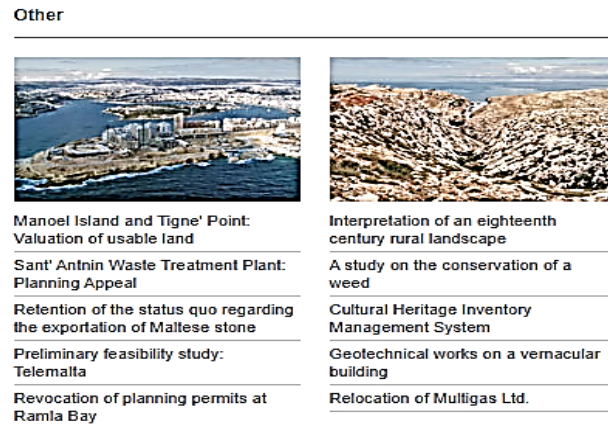 Other
Manoel Island and Tigne' Point:
Valuation of usable land
Sant' Antnin Waste Treatment Plant:
Planning Appeal
Retention of the status quo regarding
the exportation of Maltese stone
Preliminary feasibility study:
Telemalta
Revocation of planning permits at
Ramla Bay
Interpretation of an eighteenth
century rural landscape
A study on the conservation of a
weed
Cultural Heritage Inventory
Management System
Geotechnical works on a vernacular
building
Relocation of Multigas Ltd.